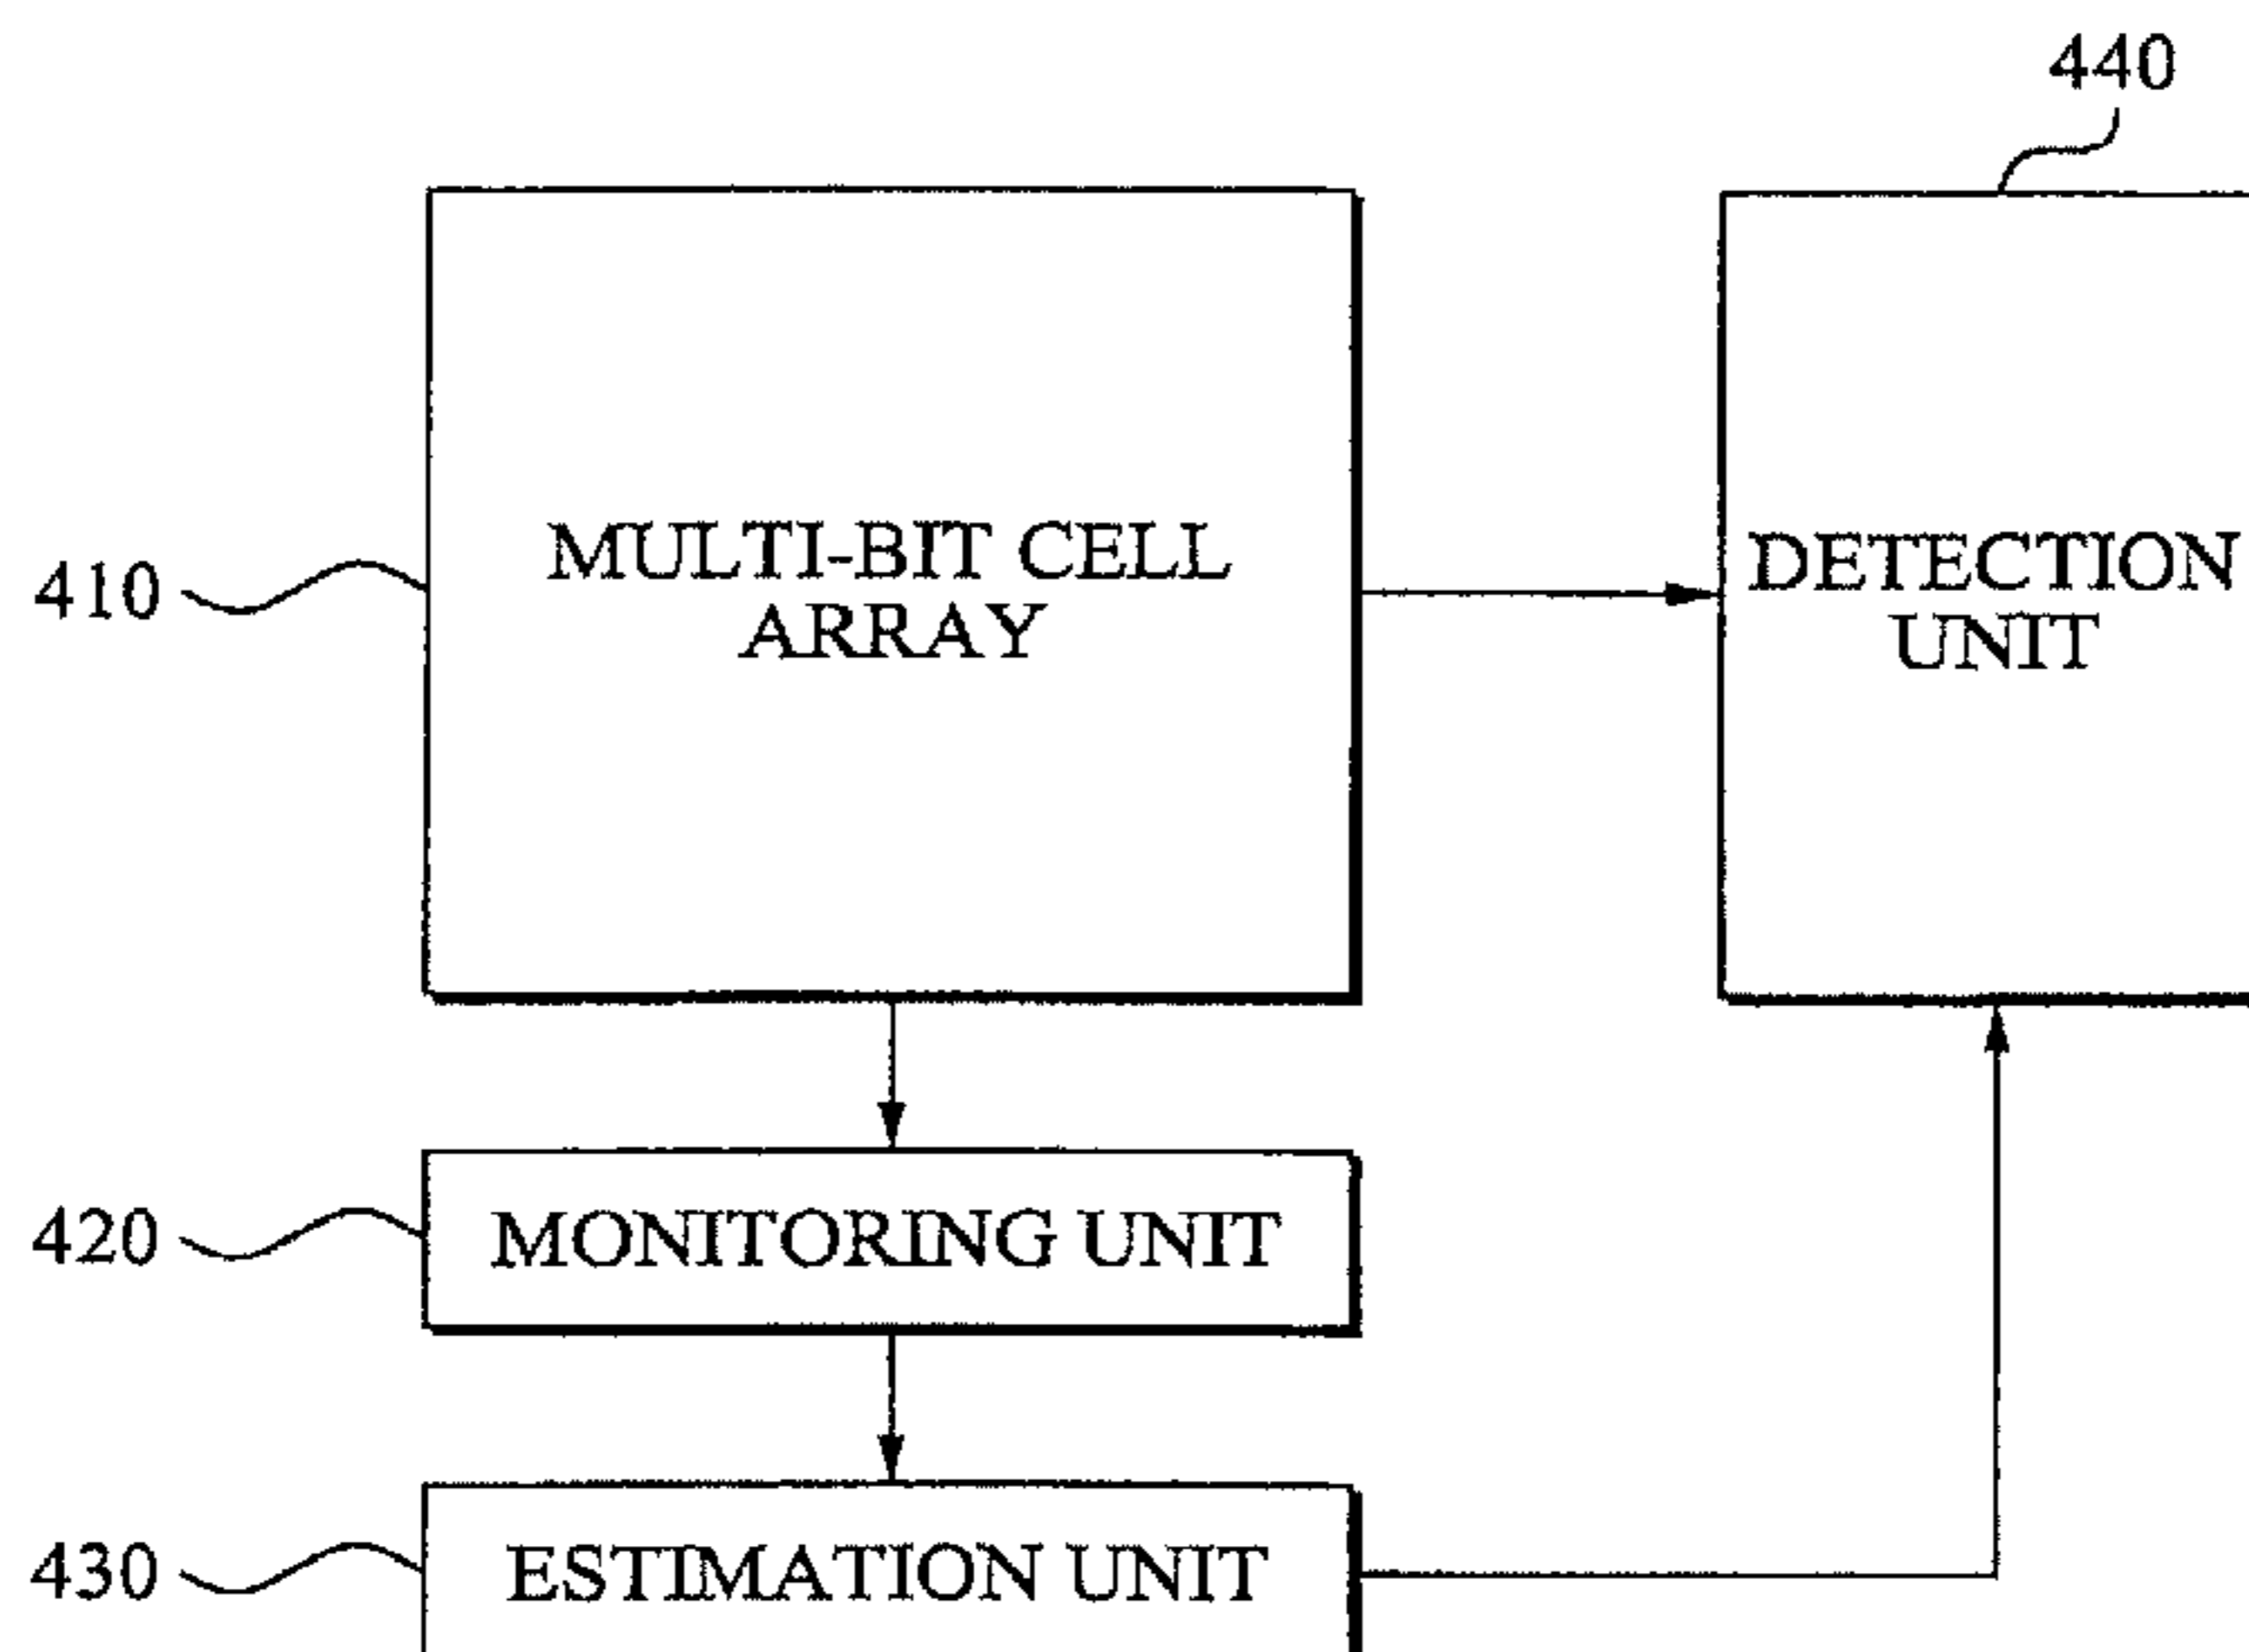 440
MULTI-BIT CELL
ARRAY
410
DETECTION
UNIT
420
MONITORING UNIT
430
ESTIMATION UNIT